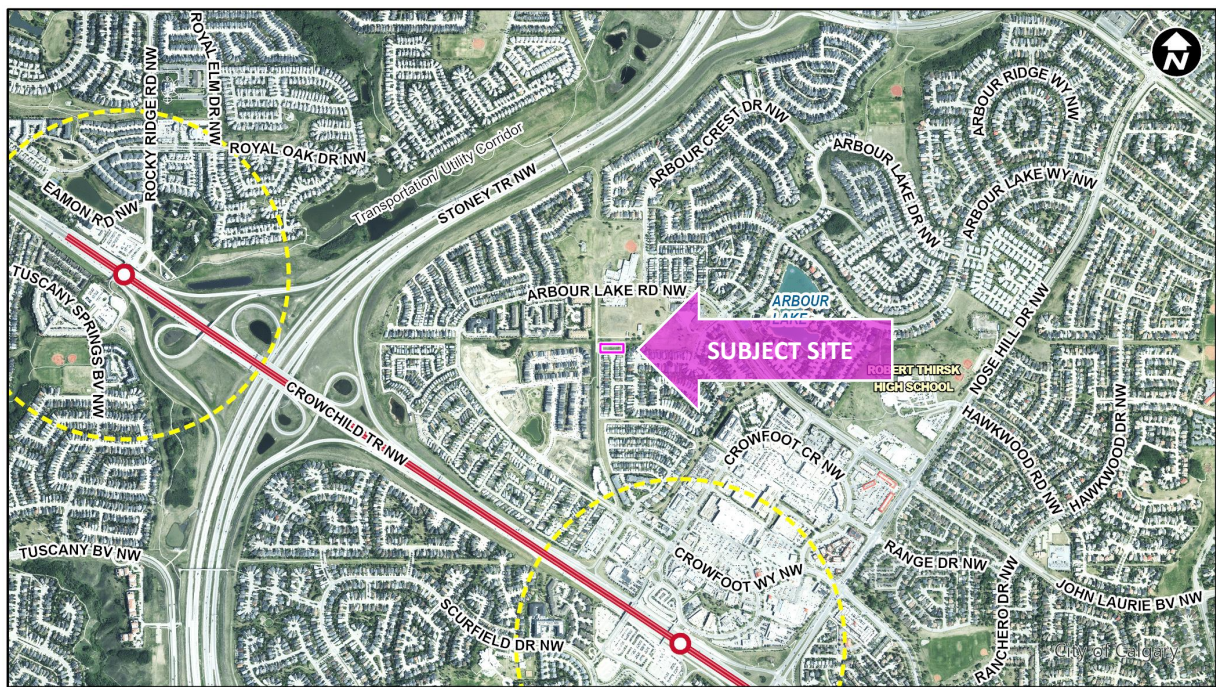 N
ROYAL ELM DR NW
ROCKY RIDGE RD NW
ROYAL OAK DR NW
EAMON RD NW
Transportation/ Utility Corridor
STONEY TR NW
ARBOUR CREST DR NW
ARBOUR RIDGE WY NW
ARBOUR LAKE DR NW
ARBOUR LAKE WY NW
TUSCANY SPRINGS BV NW
ARBOUR LAKE RD NW
ARBOUR
LAKE
SUBJECT SITE
ROBERT THIRSK
HIGH SCHOOL
NOSE HILL DR NW
CROWCHILD TR NW
HAWKWOOD RD NW
HAWKWOOD DR NW
CROWFOOT CR NW
CROWFOOT WY NW
TUSCANY BV NW
SCURFIELD DR NW
RANGE DR NW
RANCHERO DR NW
JOHN LAURIE BV NW
City of Calgary